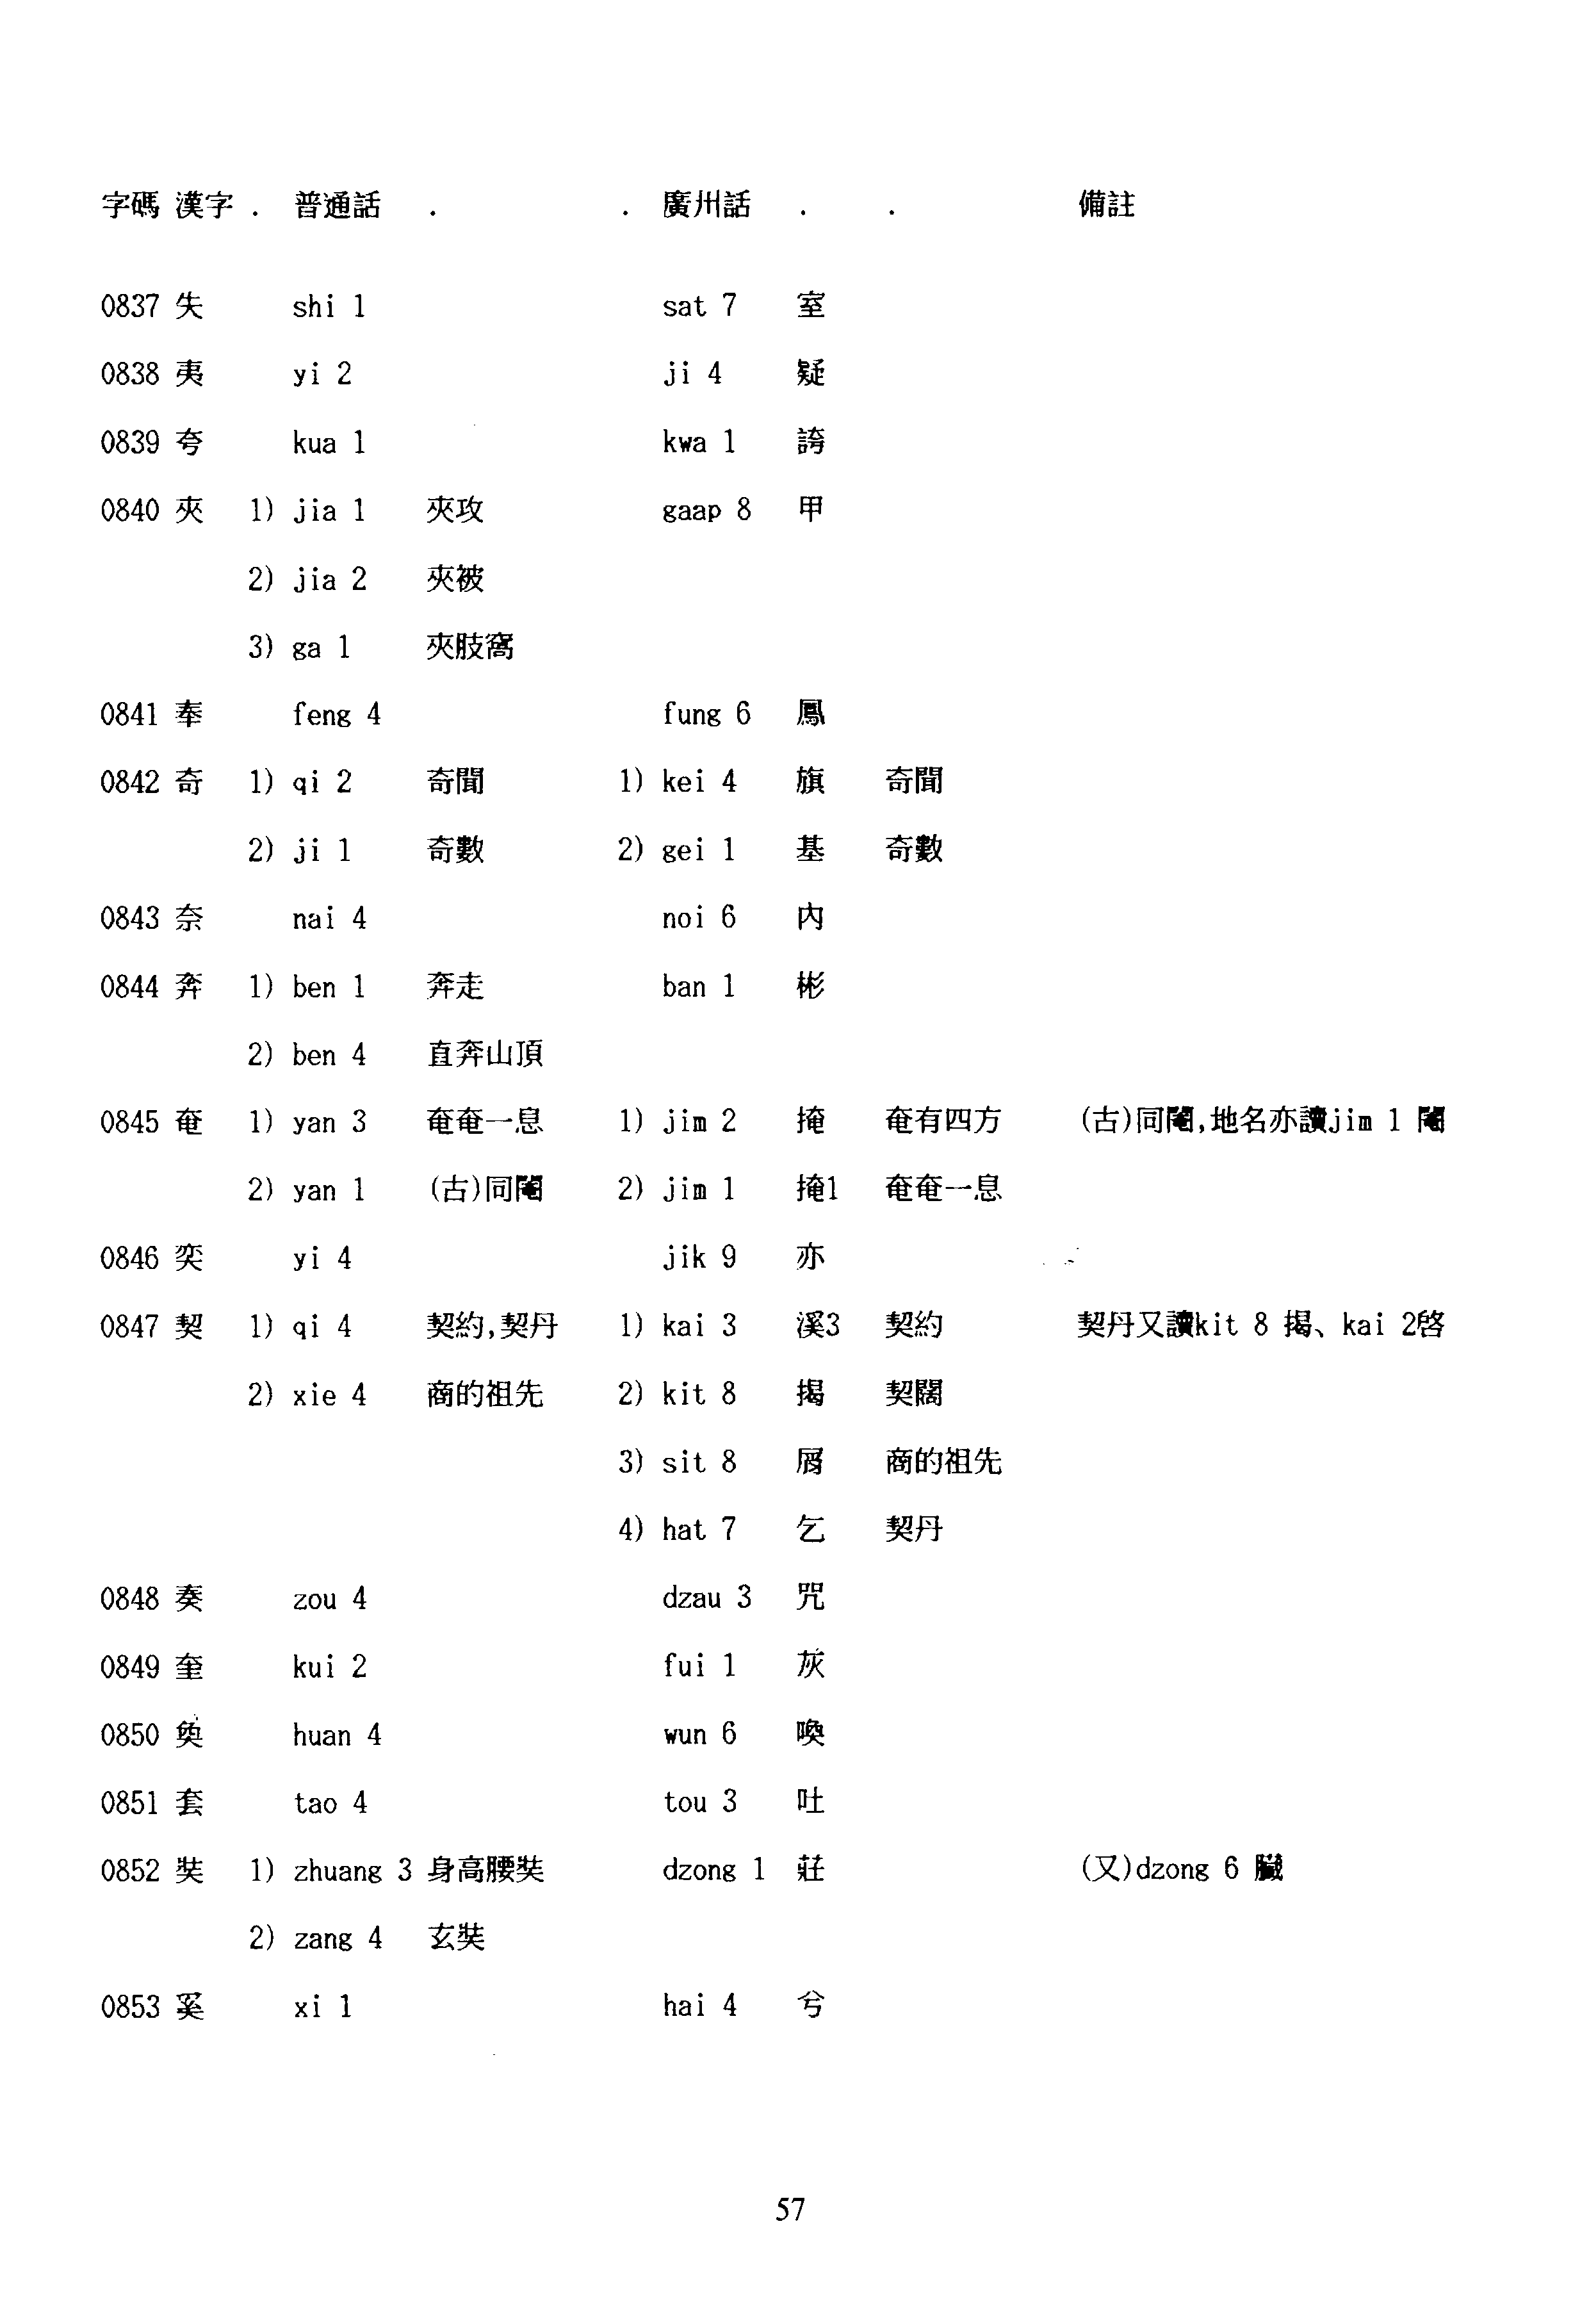 字碼 漢字 . 普通話 . . 廣州話 . . 備註
0837 失 shi 1 sat 7 室
0838 夷 yi 2 ji 4 疑
0839 夸 kua 1 kwa 1 誇
0840 夾 1) jia 1 夾攻 gaap 8 甲
2) jia 2 夾被
3) ga 1 夾肢窩
0841 奉 feng 4 fung 6 鳳
0842 奇 1) qi 2 奇聞 1) kei 4 旗 奇聞
2) ji 1 奇數 2) gei 1 基 奇數
0843 奈 nai 4 noi 6 內
0844 奔 1) ben 1 奔走 ban 1 彬
2) ben 4 直奔山頂
0845 奄 1) yan 3 奄奄一息 1) jim 2 掩 奄有四方 (古)同閹,地名亦讀jim 1 閹
2) yan 1 (古)同閹 2) jim 1 掩1 奄奄一息
0846 奕 yi 4 jik 9 亦
0847 契 1) qi 4 契約,契丹 1) kai 3 溪3 契約 契丹又讀kit 8 揭、kai 2啓
2) xie 4 商的祖先 2) kit 8 揭 契闊
3) sit 8 屑 商的祖先
4) hat 7 乞 契丹
0848 奏 zou 4 dzau 3 咒
0849 奎 kui 2 fui 1 灰
0850 奐 huan 4 wun 6 喚
0851 套 tao 4 tou 3 吐
0852 奘 1) zhuang 3 身高腰奘 dzong 1 莊 (又)dzong 6 臟
2) zang 4 玄奘
0853 奚 xi 1 hai 4 兮
57